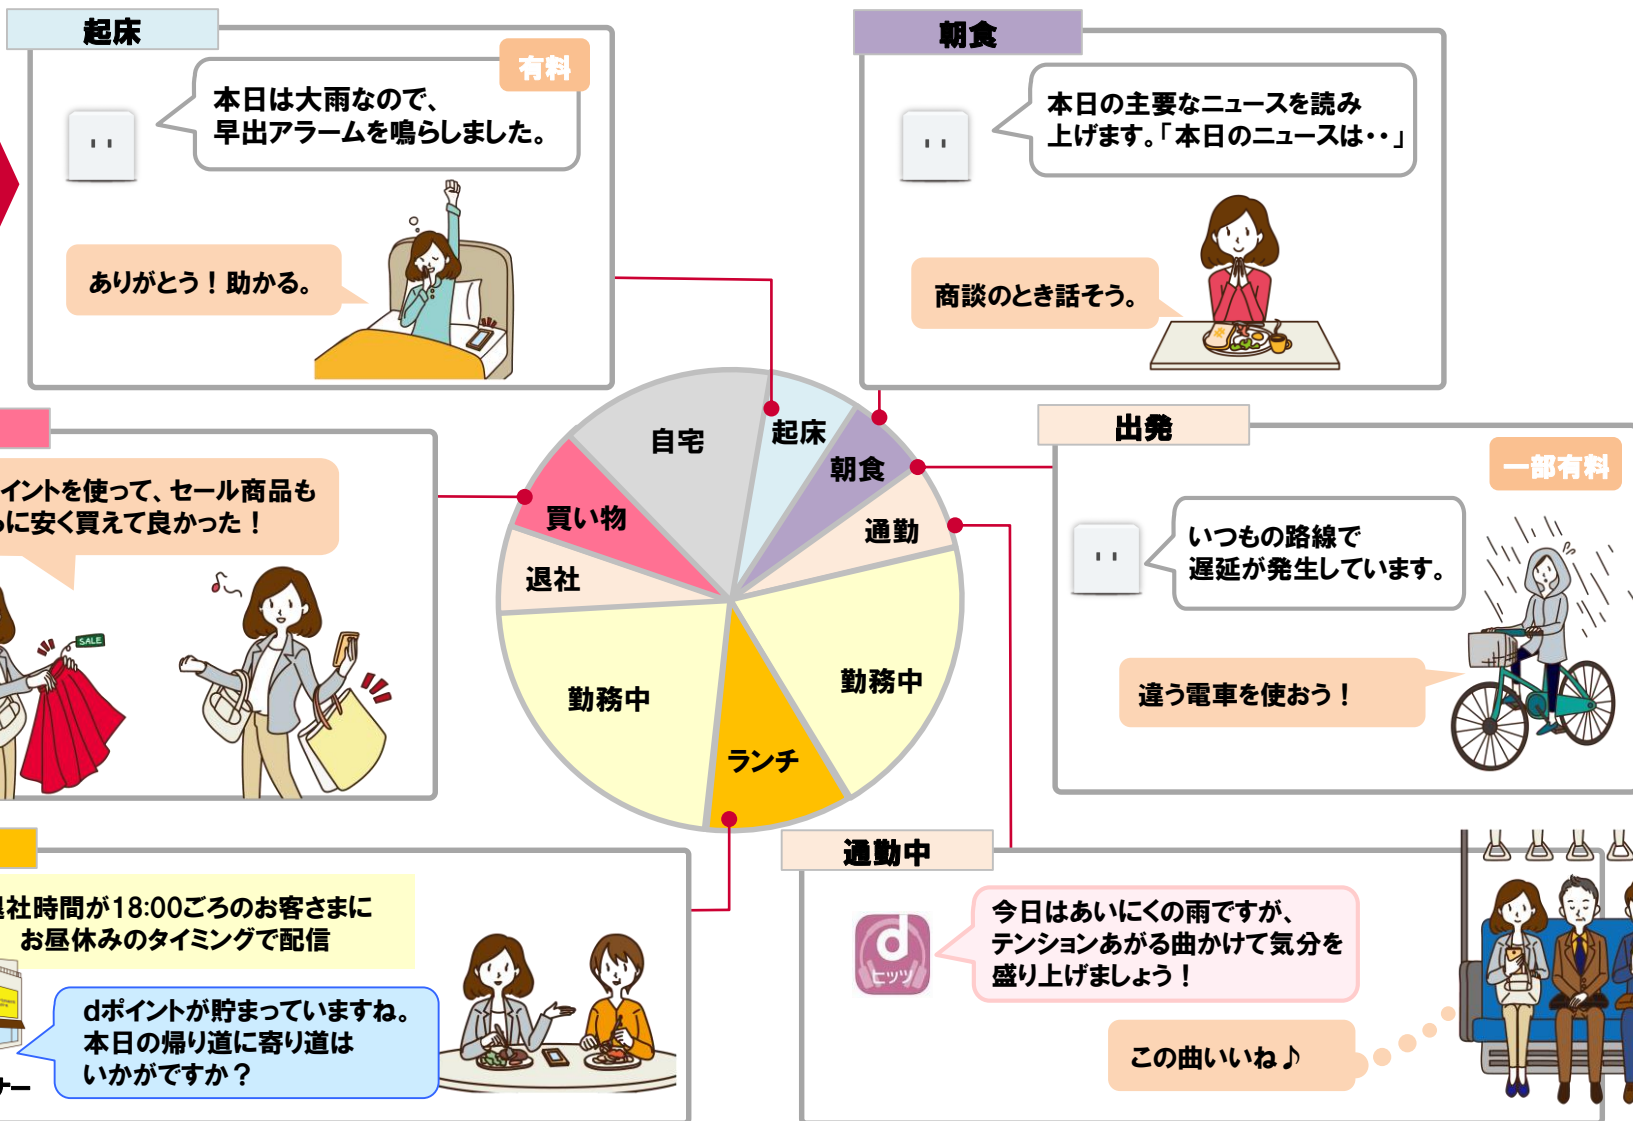 起床
有料
本日は大雨なので、
早出アラームを鳴らしました。
ありがとう！助かる。
朝食
本日の主要なニュースを読み
上げます。「本日のニュースは・・」
商談のとき話そう。
イントを使って、セール商品も
に安く買えて良かった！
SALE
自宅
起床
朝食
通勤
勤務中
ランチ
勤務中
退社
買い物
出発
一部有料
いつもの路線で
遅延が発生しています。
違う電車を使おう！
社時間が18:00ごろのお客さまに
お昼休みのタイミングで配信
dポイントが貯まっていますね。
本日の帰り道に寄り道は
いかがですか？
ナー
通勤中
d
ヒッツ
今日はあいにくの雨ですが、
テンションあがる曲かけて気分を
盛り上げましょう！
この曲いいね♪